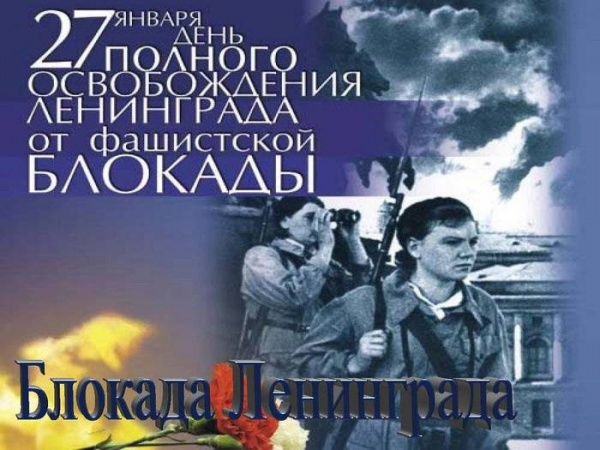 27 ЯНВАРЯ
ДЕНЬ
ПОЛНОГО
ОСВОБОЖДЕНИЯ
ЛЕНИНГРАДА
от фашистской
БЛОКАДЫ
Блокада Ленинграда